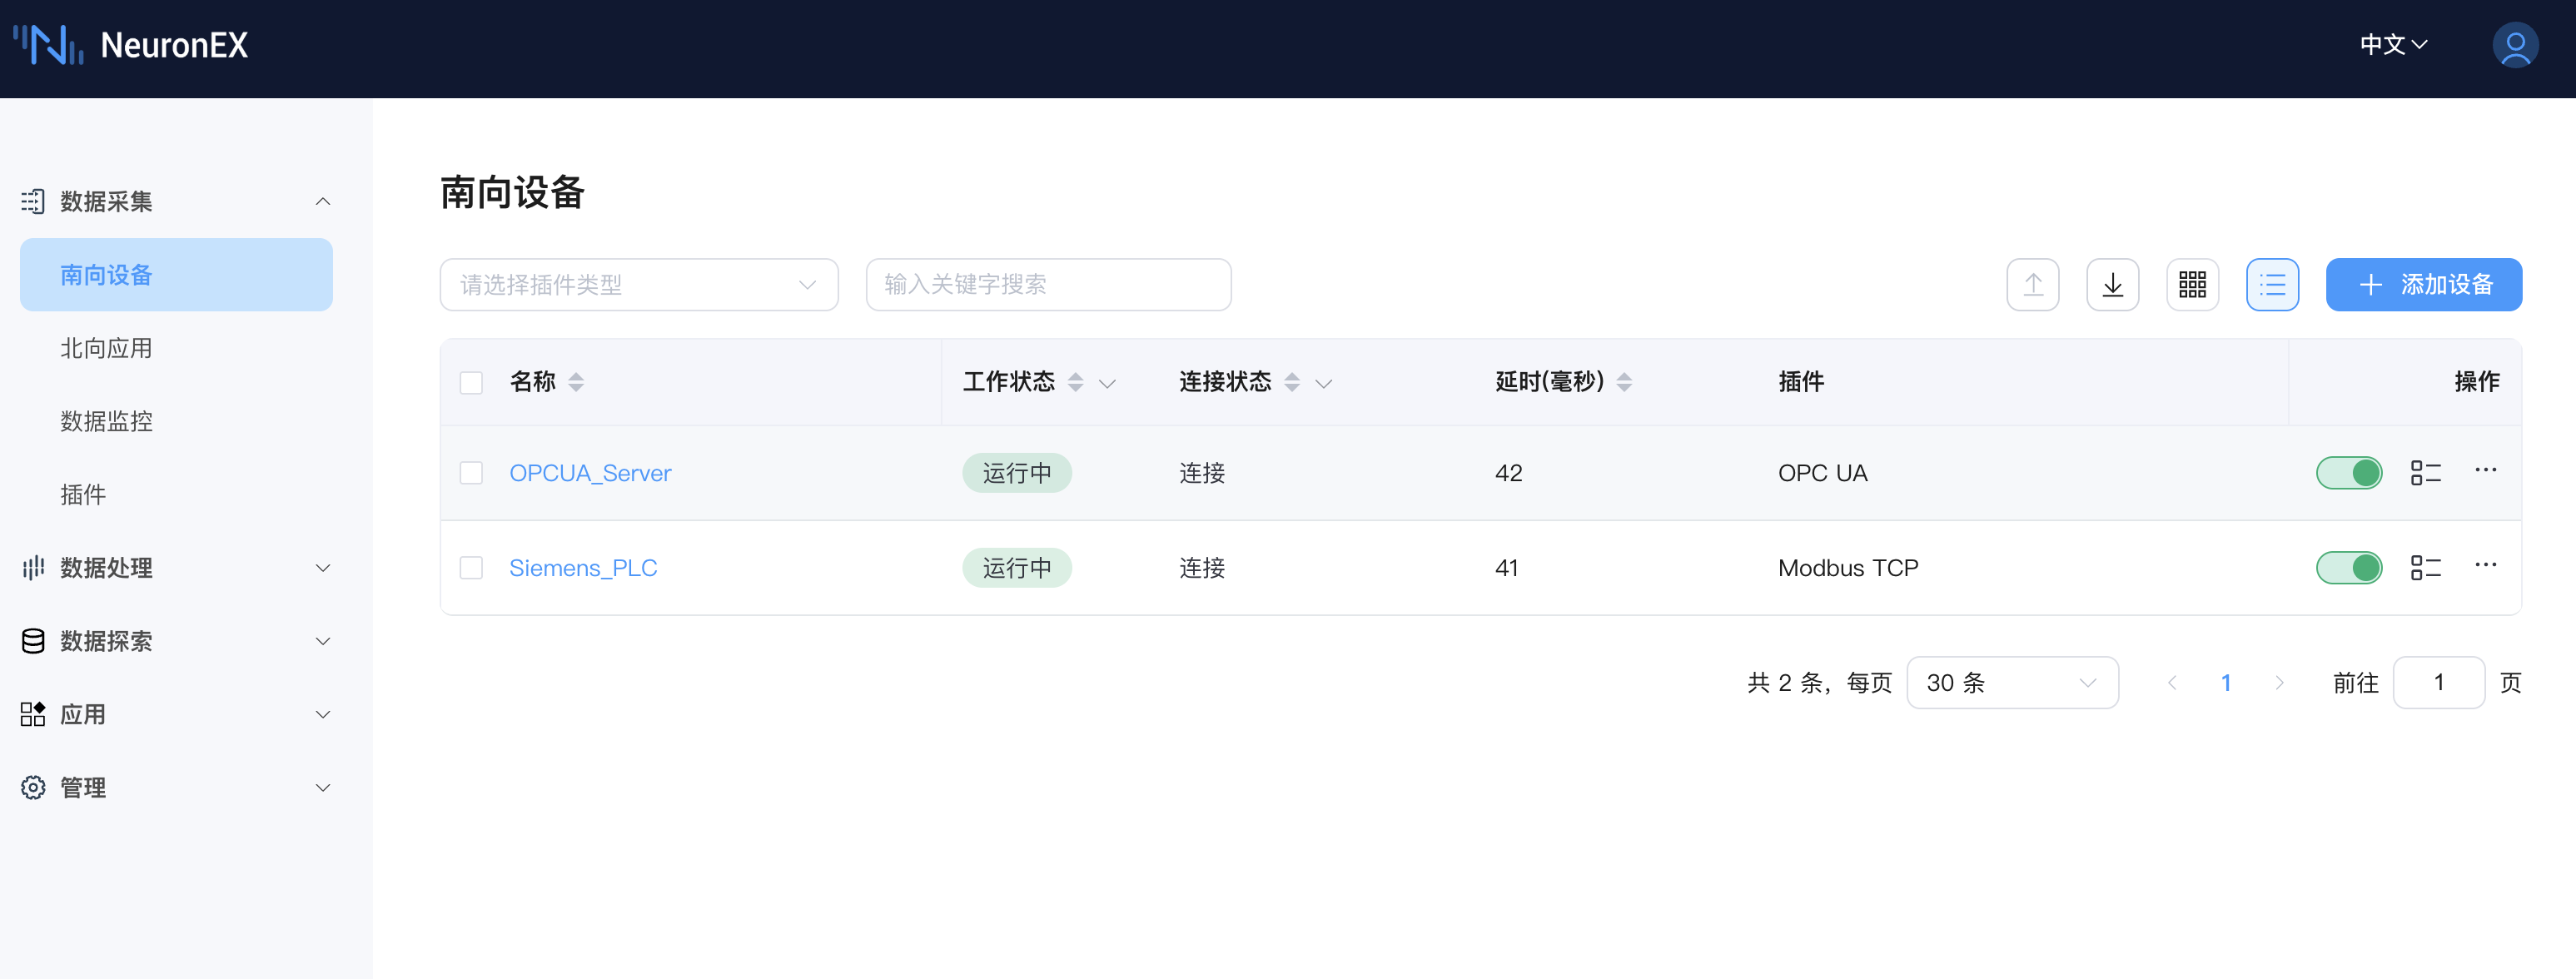 NeuronEX
中文
数据采集
南向设备
北向应用
数据监控
插件
数据处理
数据探索
应用
管理
南向设备
请选择插件类型 输入关键字搜索 添加设备
名称 工作状态 连接状态 延时(毫秒) 插件 操作
OPCUA_Server 运行中 连接 42 OPC UA
Siemens_PLC 运行中 连接 41 Modbus TCP
共 2 条，每页 30 条 1 前往 1 页